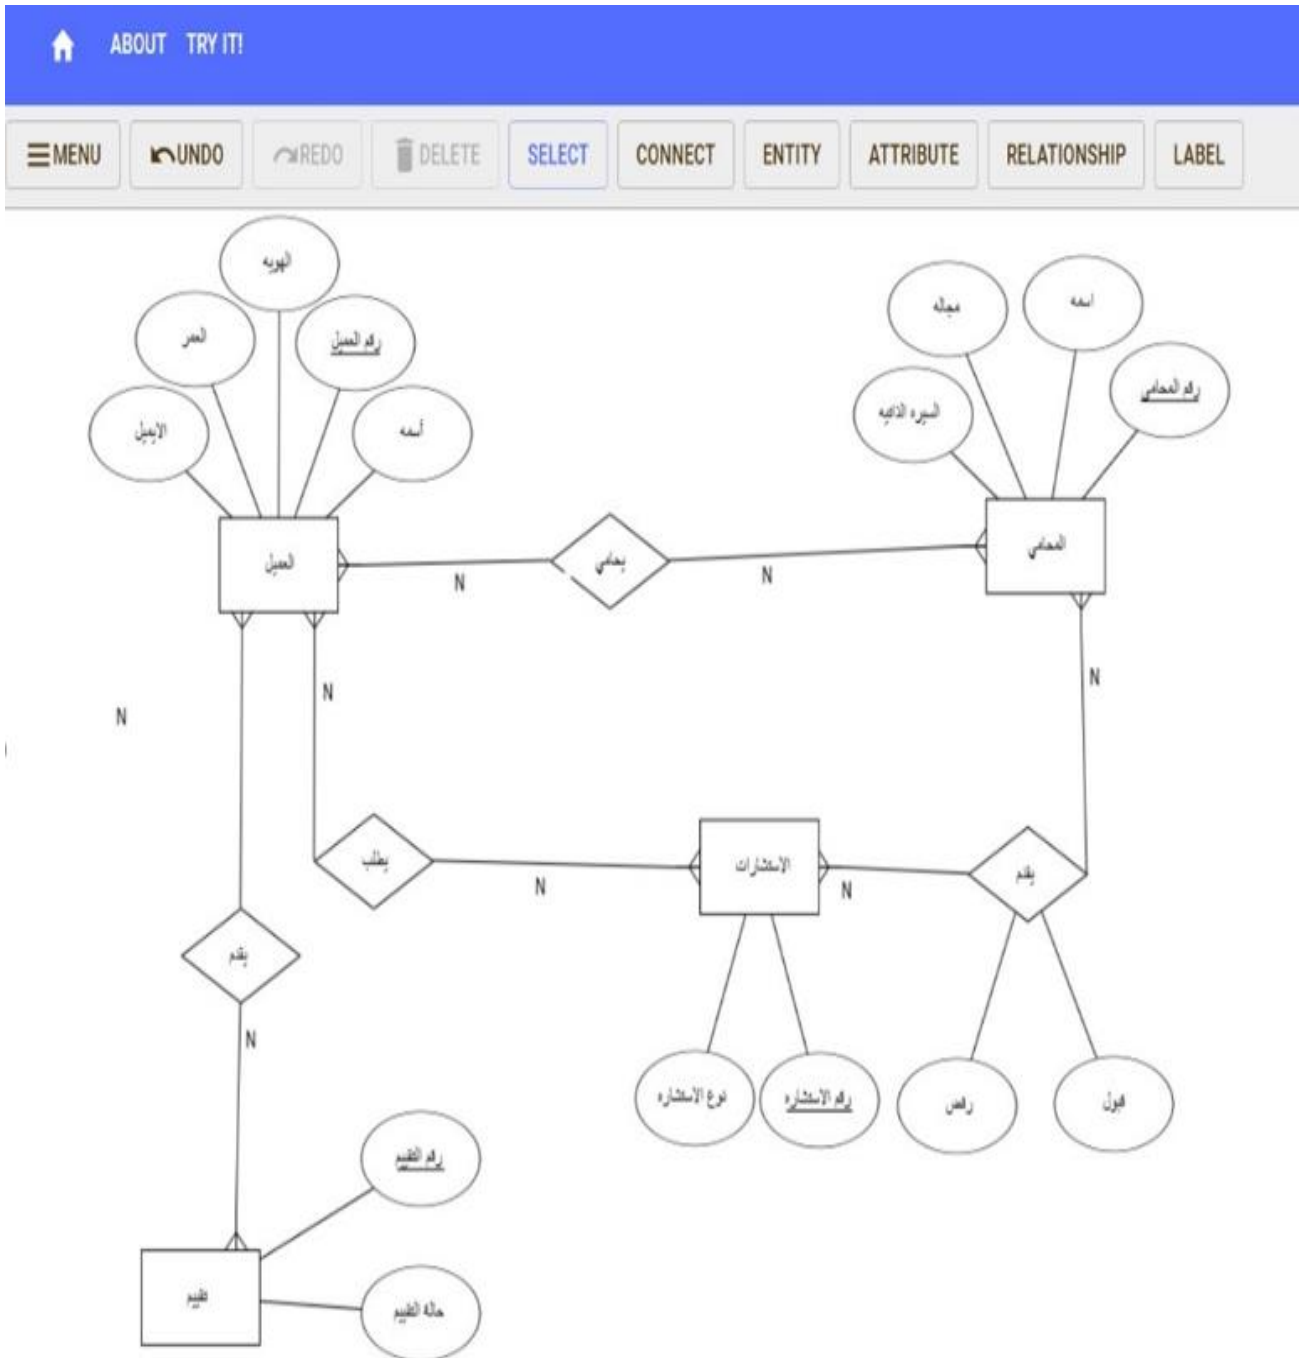 ABOUT TRY IT!
MENU UNDO REDO DELETE SELECT CONNECT ENTITY ATTRIBUTE RELATIONSHIP LABEL
الهويه
العمر
رقم العميل
الايميل
أسمه
اسمه
مجاله
رقم المحامي
السيره الذاتيه
العميل
يحامي
المحامي
N
N
N
N
N
يطلب
الاستشارات
يقدم
N
N
يقدم
N
نوع الاستشاره
رقم الاستشاره
رفض
قبول
رقم التقييم
تقييم
حالة التقييم